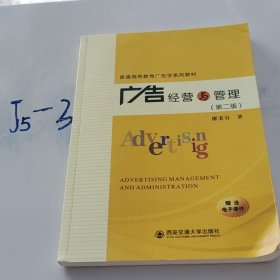 J5-3
普通高等教育广告学系列教材
广告经营与管理
(第二版)
Advertising
著
ADVERTISING MANAGEMENT
AND ADMINISTRATION
赠送
电子课件
西安交通大学出版社